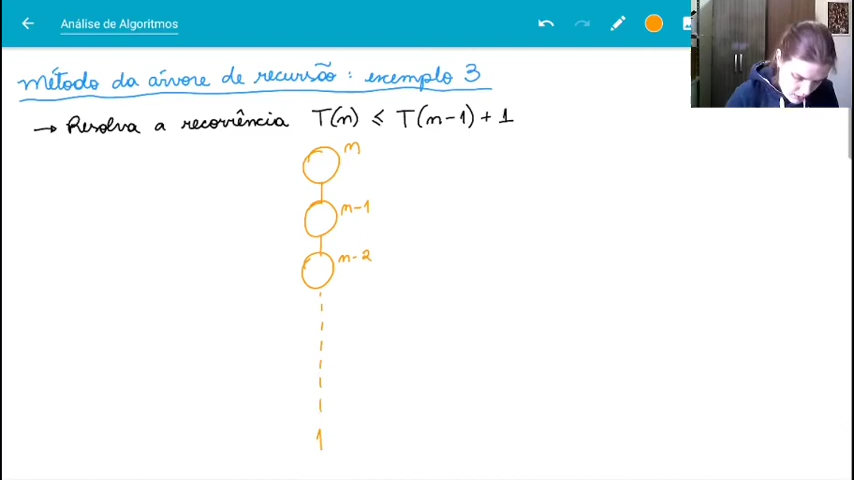 Análise de Algoritmos
Método da árvore de recursão: exemplo 3
→ Resolva a recorrência T(n) ≤ T(n-1) + 1
n
n-1
n-2
1